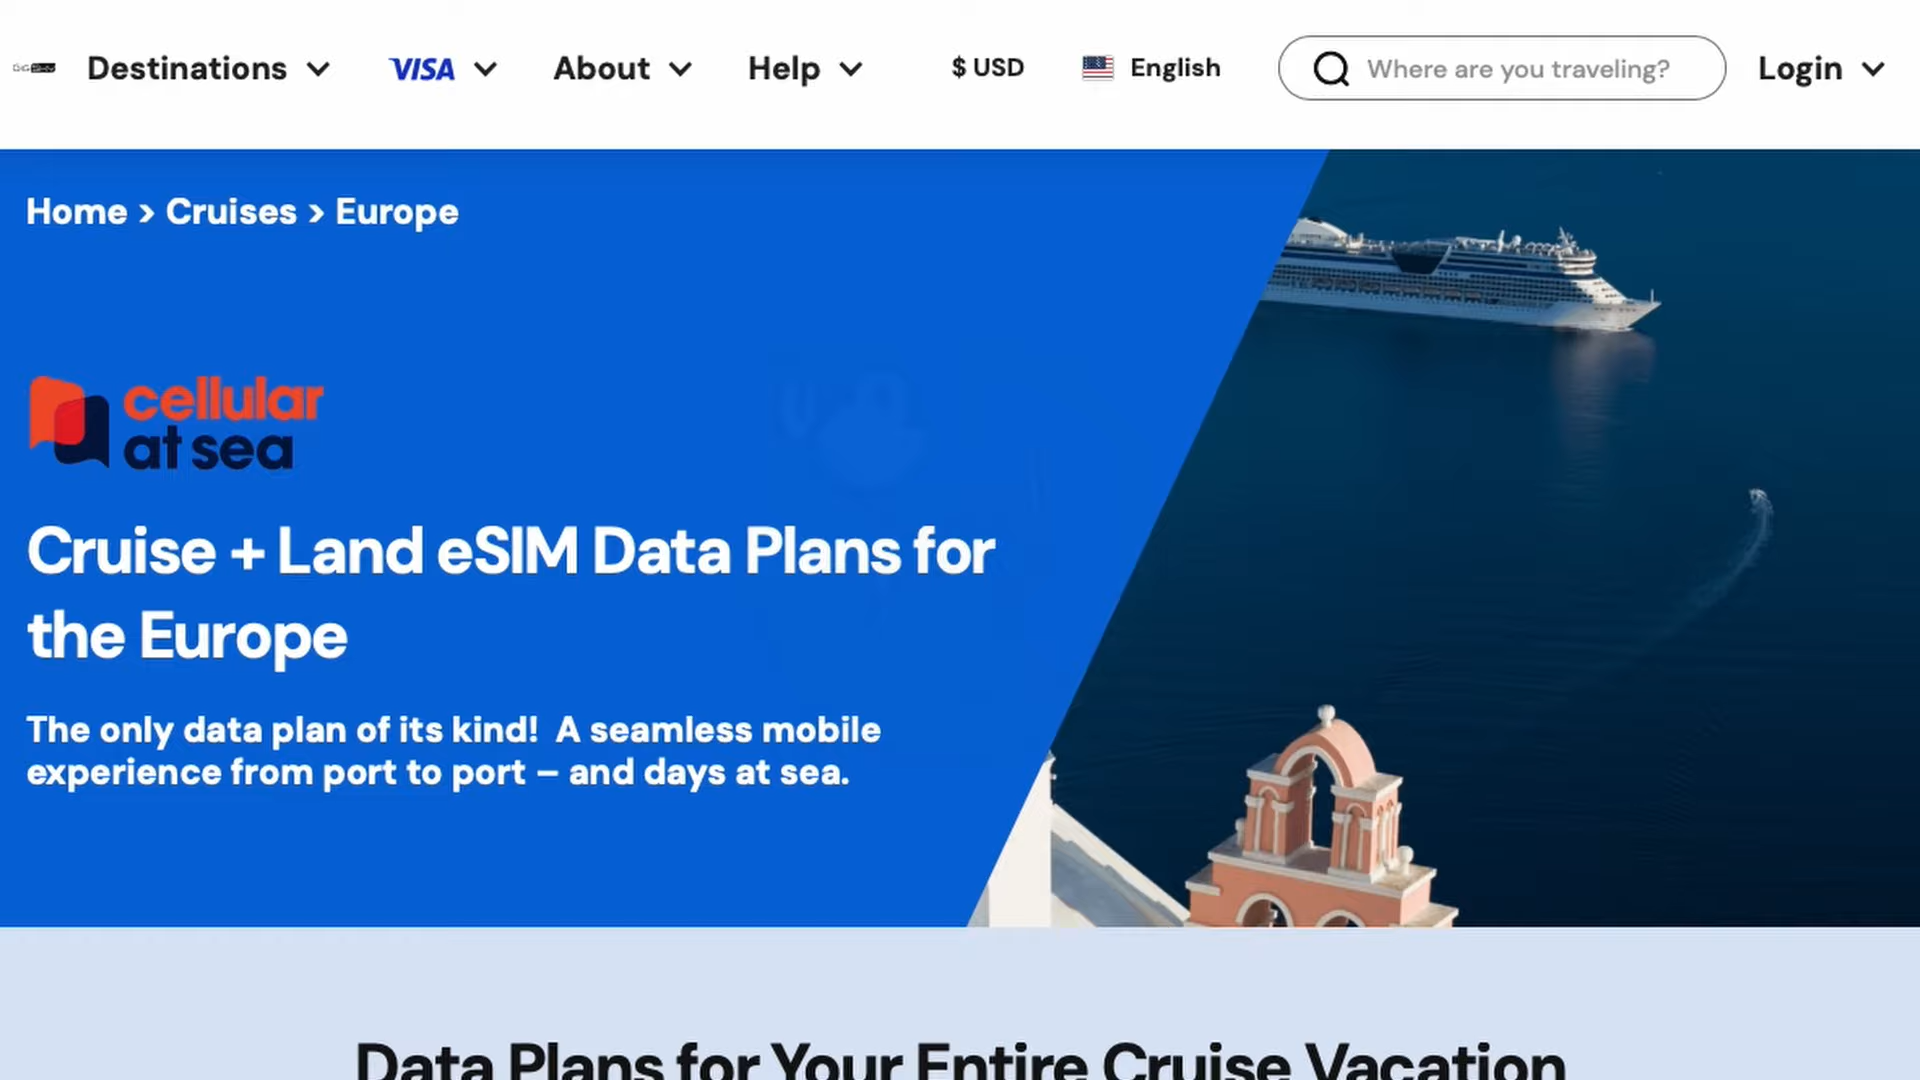 Destinations
VISA
About
Help
$ USD
English
Where are you traveling?
Login
Home > Cruises > Europe
cellular
at sea
Cruise + Land eSIM Data Plans for
the Europe
The only data plan of its kind! A seamless mobile
experience from port to port – and days at sea.
Data Plans for Your Entire Cruise Vacation